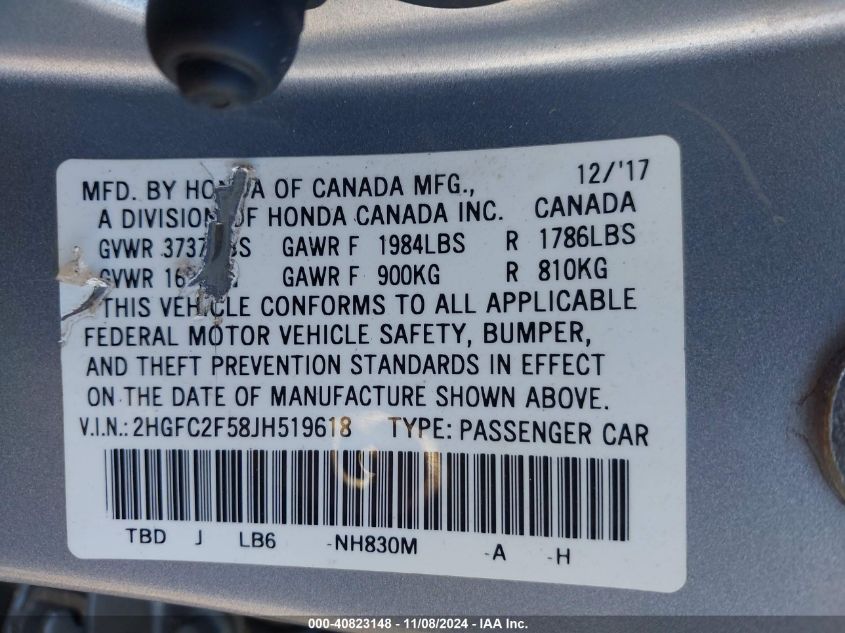 12/'17
MFD. BY HONDA OF CANADA MFG.,
A DIVISION OF HONDA CANADA INC. CANADA
GVWR GAWR F 1984LBS R 1786LBS
GVWR GAWR F 900KG R 810KG
THIS VEHICLE CONFORMS TO ALL APPLICABLE
FEDERAL MOTOR VEHICLE SAFETY, BUMPER,
AND THEFT PREVENTION STANDARDS IN EFFECT
ON THE DATE OF MANUFACTURE SHOWN ABOVE.
V.I.N.: 2HGFC2F58JH519618 TYPE: PASSENGER CAR
TBD J LB6 -NH830M -A -H
000-40823148 - 11/08/2024 - IAA Inc.